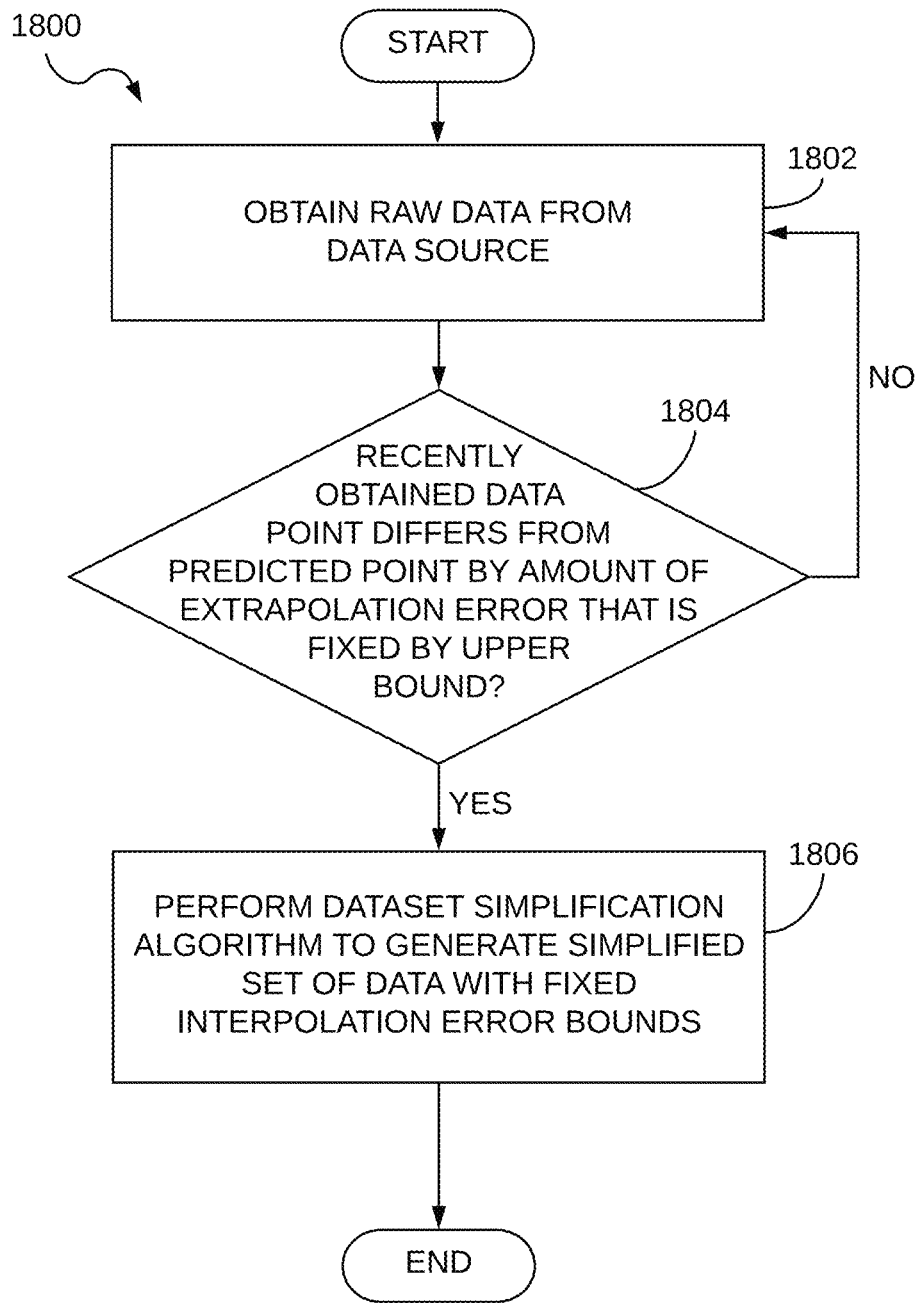 1800
START
1802
OBTAIN RAW DATA FROM
DATA SOURCE
NO
1804
RECENTLY
OBTAINED DATA
POINT DIFFERS FROM
PREDICTED POINT BY AMOUNT OF
EXTRAPOLATION ERROR THAT IS
FIXED BY UPPER
BOUND?
YES
1806
PERFORM DATASET SIMPLIFICATION
ALGORITHM TO GENERATE SIMPLIFIED
SET OF DATA WITH FIXED
INTERPOLATION ERROR BOUNDS
END